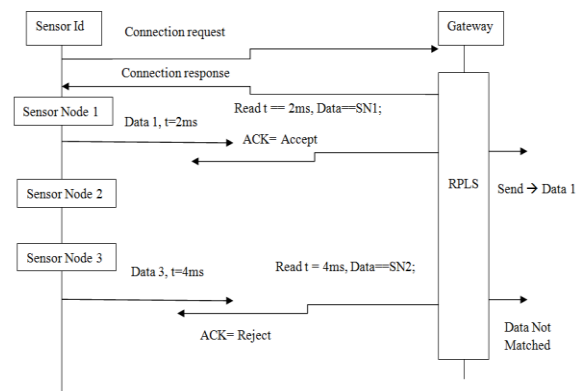 Sensor Id
Gateway
Connection request
Connection response
Sensor Node 1
Read t == 2ms, Data==SN1;
Data 1, t=2ms
ACK= Accept
RPLS
Send → Data 1
Sensor Node 2
Sensor Node 3
Data 3, t=4ms
Read t = 4ms, Data==SN2;
ACK= Reject
Data Not
Matched